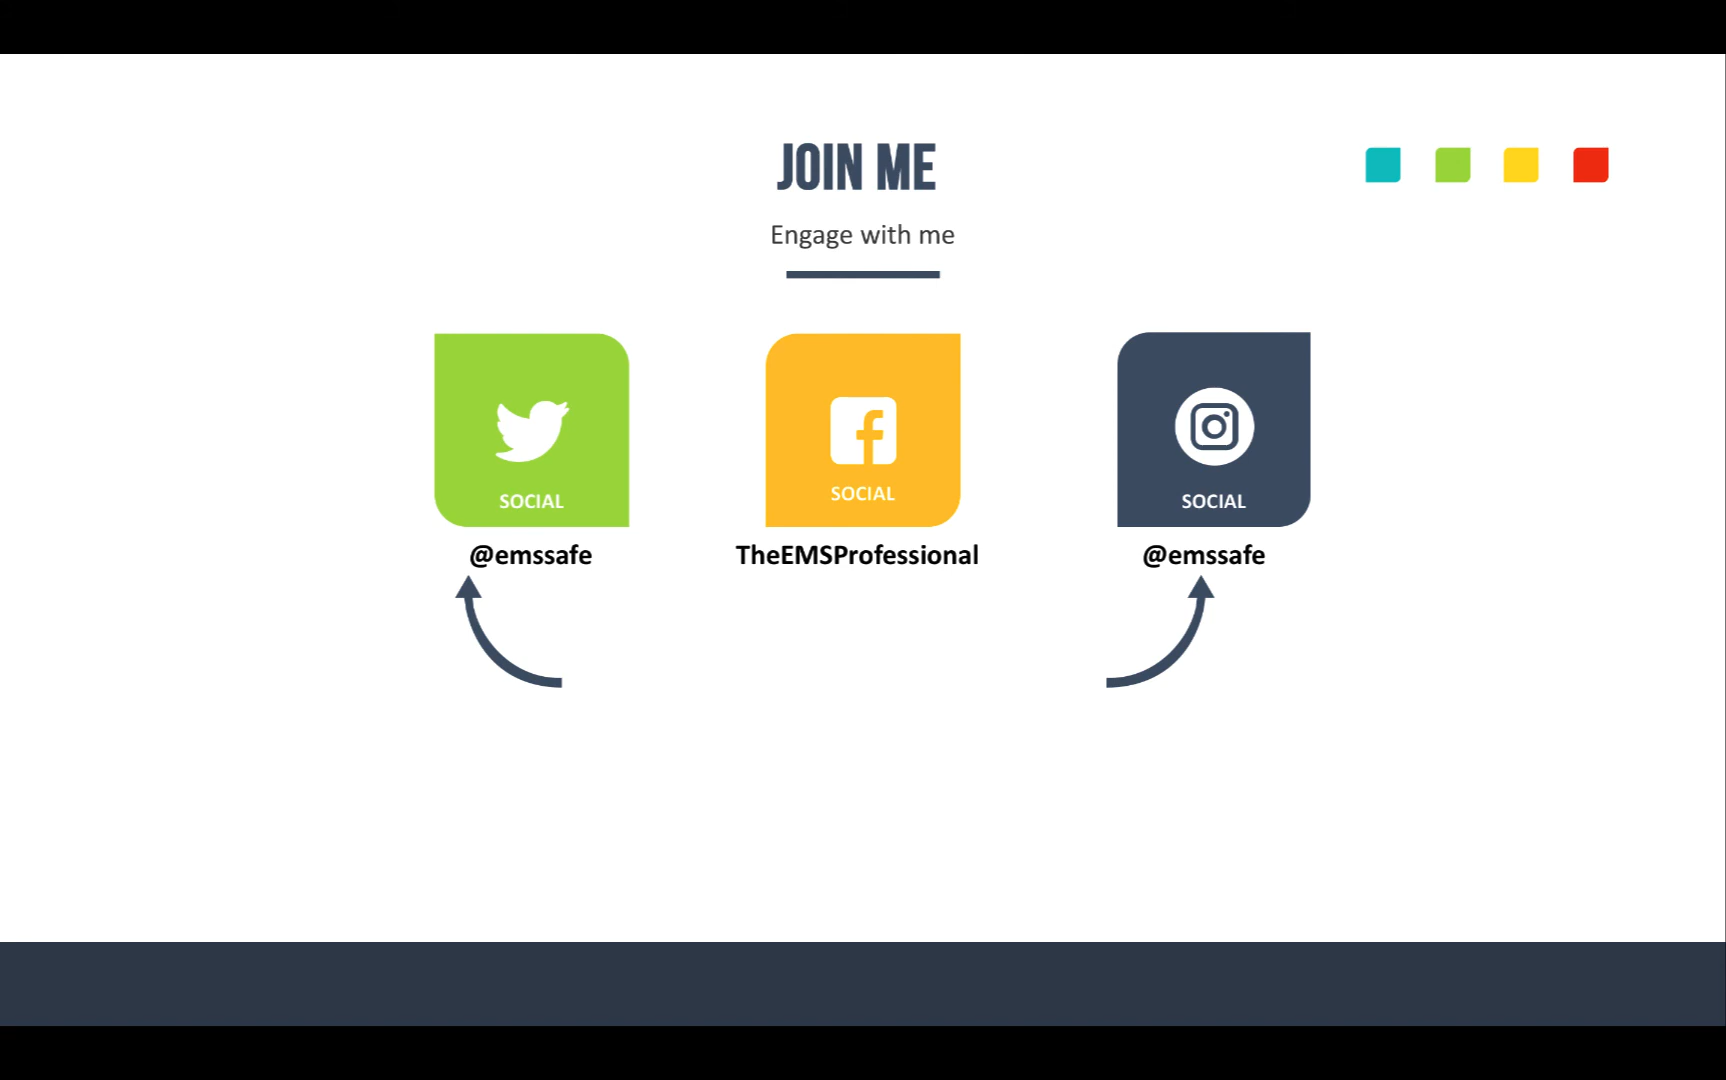 JOIN ME
Engage with me
SOCIAL
SOCIAL
SOCIAL
@emssafe
TheEMSProfessional
@emssafe